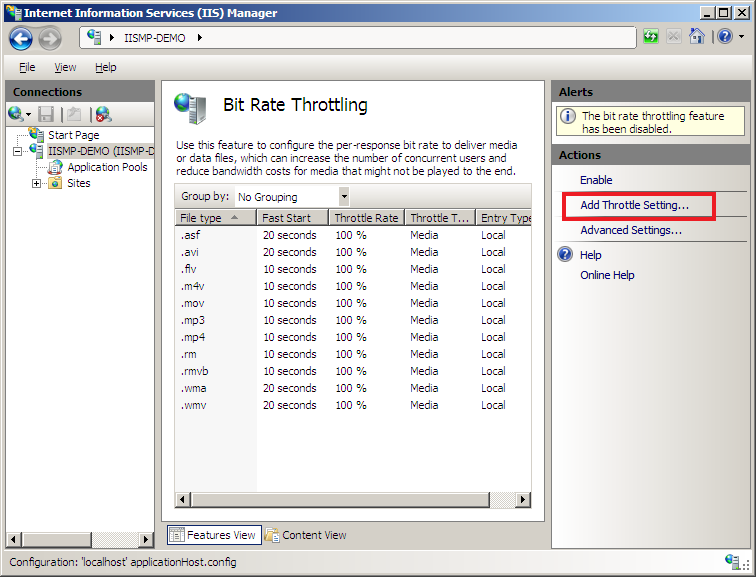 Internet Information Services (IIS) Manager
IISMP-DEMO
File View Help
Connections
Start Page
IISMP-DEMO (IISMP-D
Application Pools
Sites
Bit Rate Throttling
Use this feature to configure the per-response bit rate to deliver media
or data files, which can increase the number of concurrent users and
reduce bandwidth costs for media that might not be played to the end.
Group by: No Grouping
File type Fast Start Throttle Rate Throttle T... Entry Type
.asf 20 seconds 100 % Media Local
.avi 20 seconds 100 % Media Local
.flv 10 seconds 100 % Media Local
.m4v 10 seconds 100 % Media Local
.mov 10 seconds 100 % Media Local
.mp3 10 seconds 100 % Media Local
.mp4 10 seconds 100 % Media Local
.rm 10 seconds 100 % Media Local
.rmvb 10 seconds 100 % Media Local
.wma 20 seconds 100 % Media Local
.wmv 20 seconds 100 % Media Local
Features View Content View
Alerts
The bit rate throttling feature
has been disabled.
Actions
Enable
Add Throttle Setting...
Advanced Settings...
Help
Online Help
Configuration: 'localhost' applicationHost.config